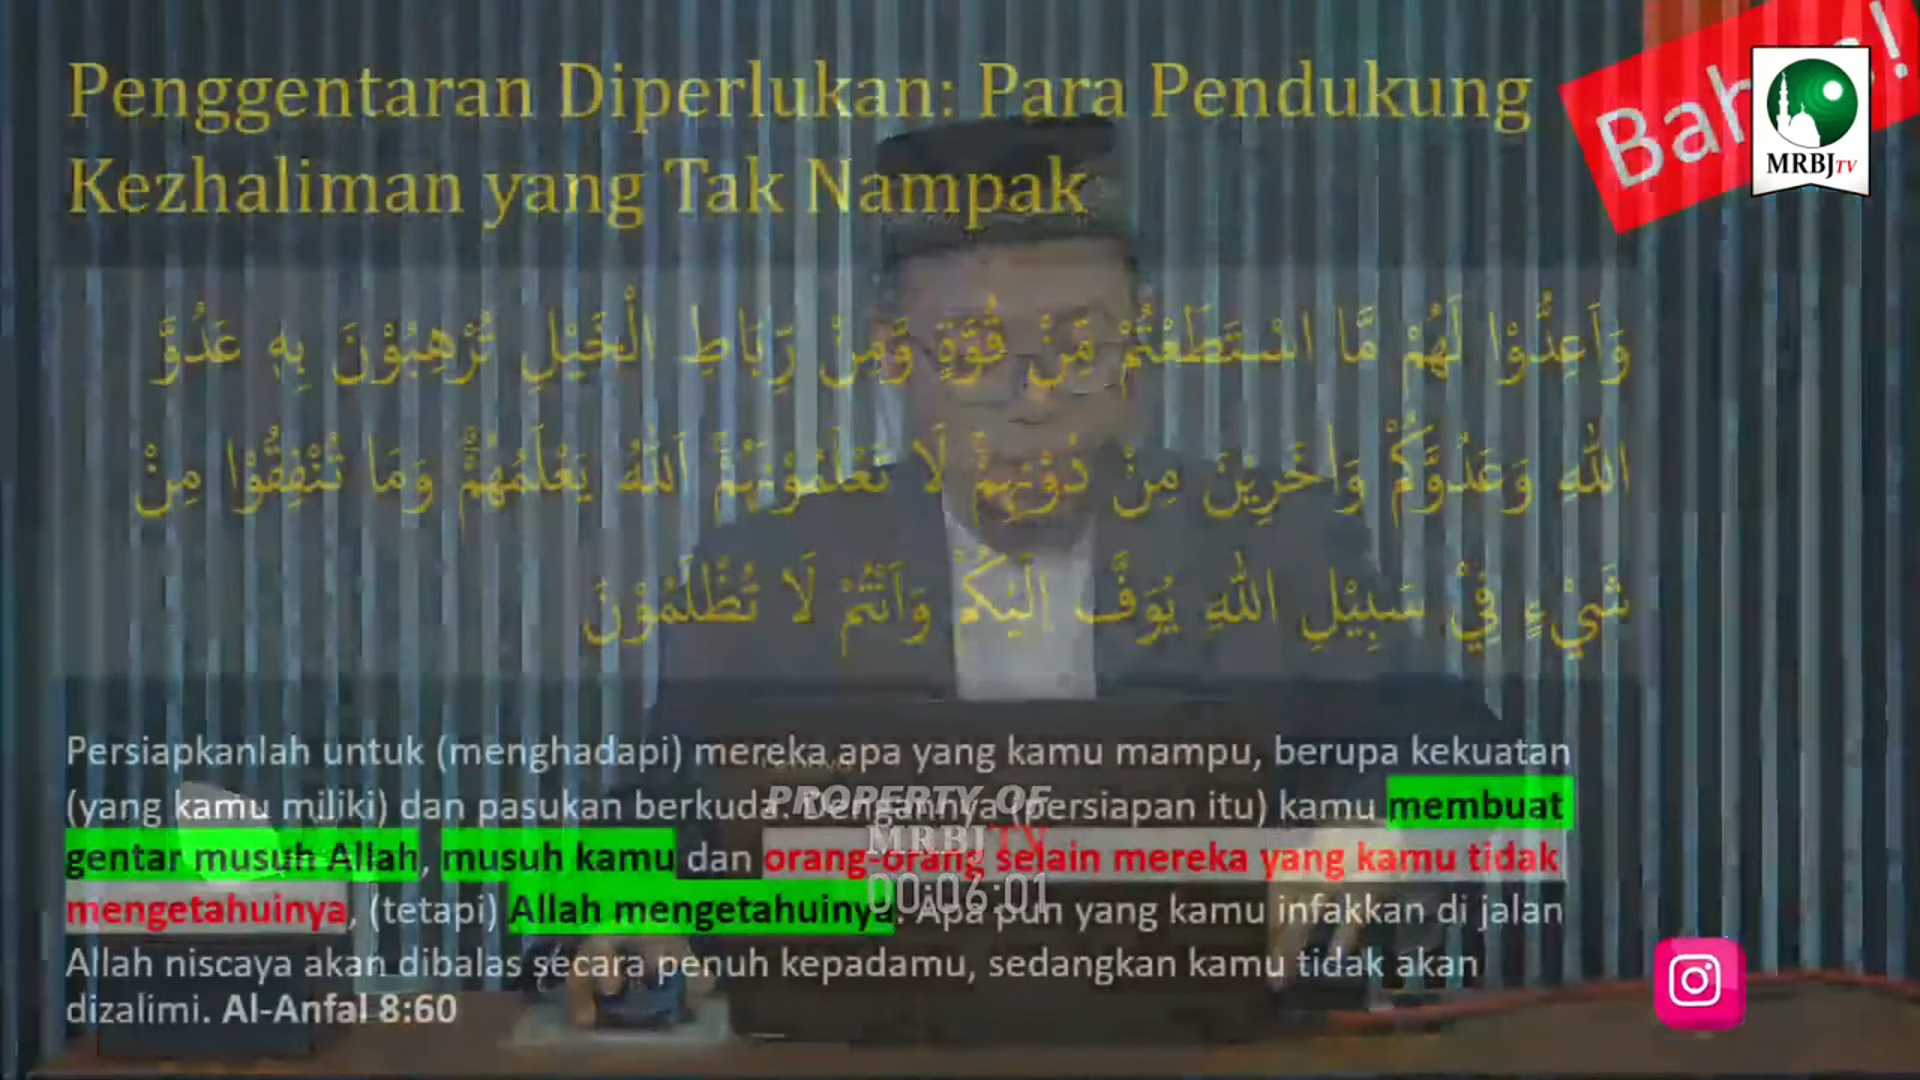 Penggentaran Diperlukan: Para Pendukung
Kezhaliman yang Tak Nampak
MRBJTV
وَاَعِدُّوْا لَهُمْ مَّا اسْتَطَعْتُمْ مِّنْ قُوَّةٍ وَّمِنْ رِّبَاطِ الْخَيْلِ تُرْهِبُوْنَ بِهٖ عَدُوَّ
اللّٰهِ وَعَدُوَّكُمْ وَاٰخَرِيْنَ مِنْ دُوْنِهِمْۚ لَا تَعْلَمُوْنَهُمْۚ اَللّٰهُ يَعْلَمُهُمْۗ وَمَا تُنْفِقُوْا مِنْ
شَيْءٍ فِيْ سَبِيْلِ اللّٰهِ يُوَفَّ اِلَيْكُمْ وَاَنْتُمْ لَا تُظْلَمُوْنَ
Persiapkanlah untuk (menghadapi) mereka apa yang kamu mampu, berupa kekuatan
(yang kamu miliki) dan pasukan berkuda. Dengannya (persiapan itu) kamu membuat
gentar musuh Allah, musuh kamu dan orang-orang selain mereka yang kamu tidak
mengetahuinya, (tetapi) Allah mengetahuinya. Apa pun yang kamu infakkan di jalan
Allah niscaya akan dibalas secara penuh kepadamu, sedangkan kamu tidak akan
dizalimi. Al-Anfal 8:60
PROPERTY OF
MRBJTV
00:06:01